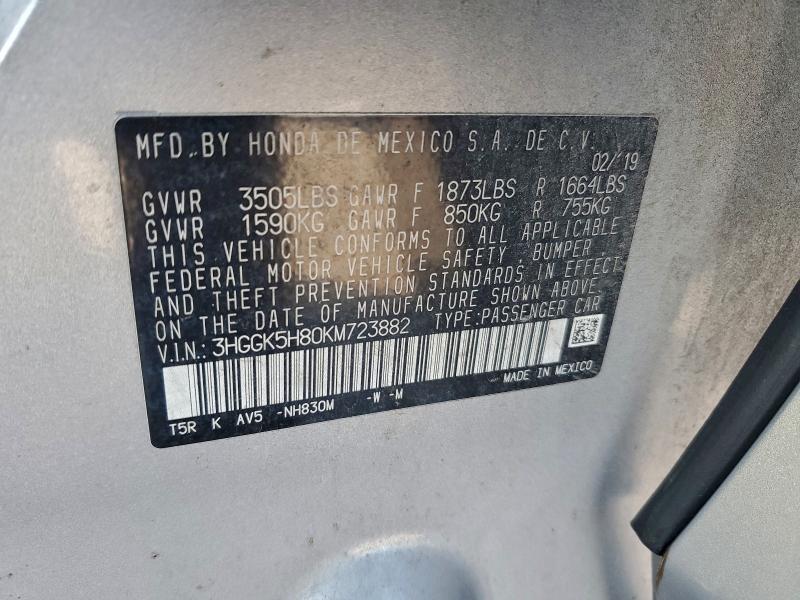 MFD. BY HONDA DE MEXICO S.A. DE C.V.
02/'19
GVWR 3505LBS GAWR F 1873LBS R 1664LBS
GVWR 1590KG GAWR F 850KG R 755KG
THIS VEHICLE CONFORMS TO ALL APPLICABLE
FEDERAL MOTOR VEHICLE SAFETY, BUMPER
AND THEFT PREVENTION STANDARDS IN EFFECT
ON THE DATE OF MANUFACTURE SHOWN ABOVE
V.I.N.: 3HGGK5H80KM723882 TYPE:PASSENGER CAR
MADE IN MEXICO
T5R K AV5 -NH830M -W -M